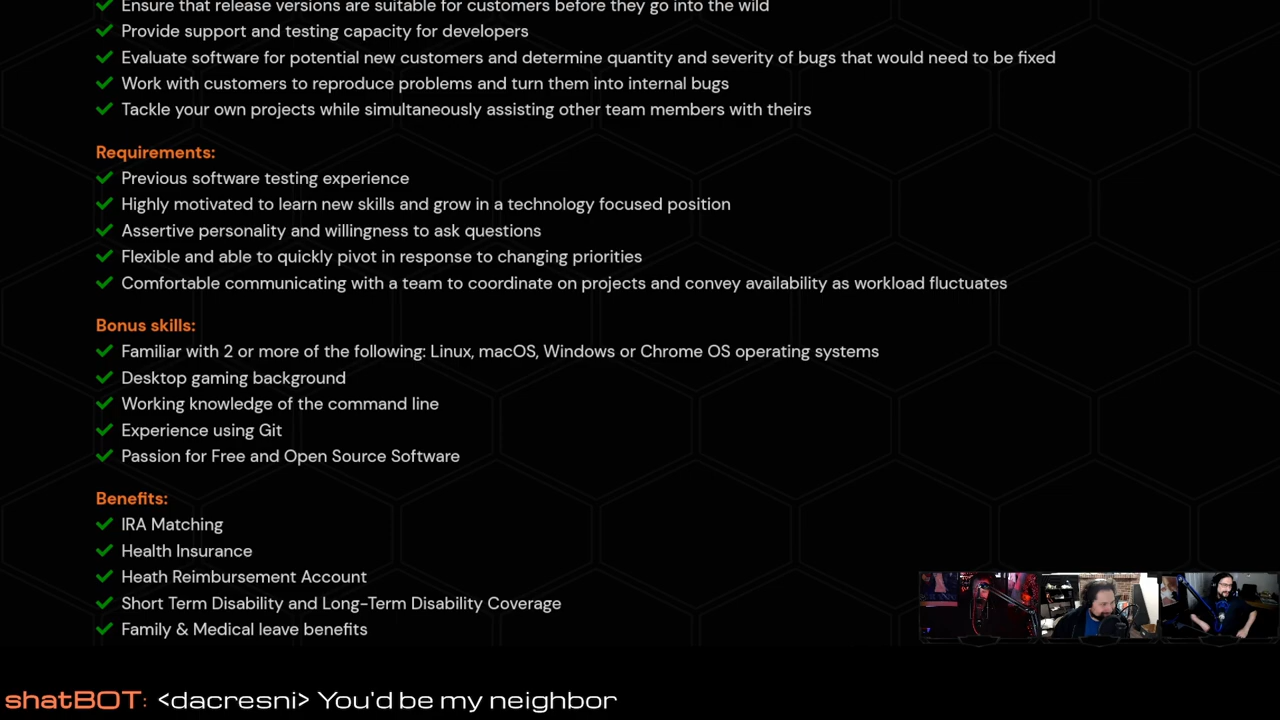 Ensure that release versions are suitable for customers before they go into the wild
Provide support and testing capacity for developers
Evaluate software for potential new customers and determine quantity and severity of bugs that would need to be fixed
Work with customers to reproduce problems and turn them into internal bugs
Tackle your own projects while simultaneously assisting other team members with theirs
Requirements:
Previous software testing experience
Highly motivated to learn new skills and grow in a technology focused position
Assertive personality and willingness to ask questions
Flexible and able to quickly pivot in response to changing priorities
Comfortable communicating with a team to coordinate on projects and convey availability as workload fluctuates
Bonus skills:
Familiar with 2 or more of the following: Linux, macOS, Windows or Chrome OS operating systems
Desktop gaming background
Working knowledge of the command line
Experience using Git
Passion for Free and Open Source Software
Benefits:
IRA Matching
Health Insurance
Heath Reimbursement Account
Short Term Disability and Long-Term Disability Coverage
Family & Medical leave benefits
shatBOT: <dacresni> You'd be my neighbor